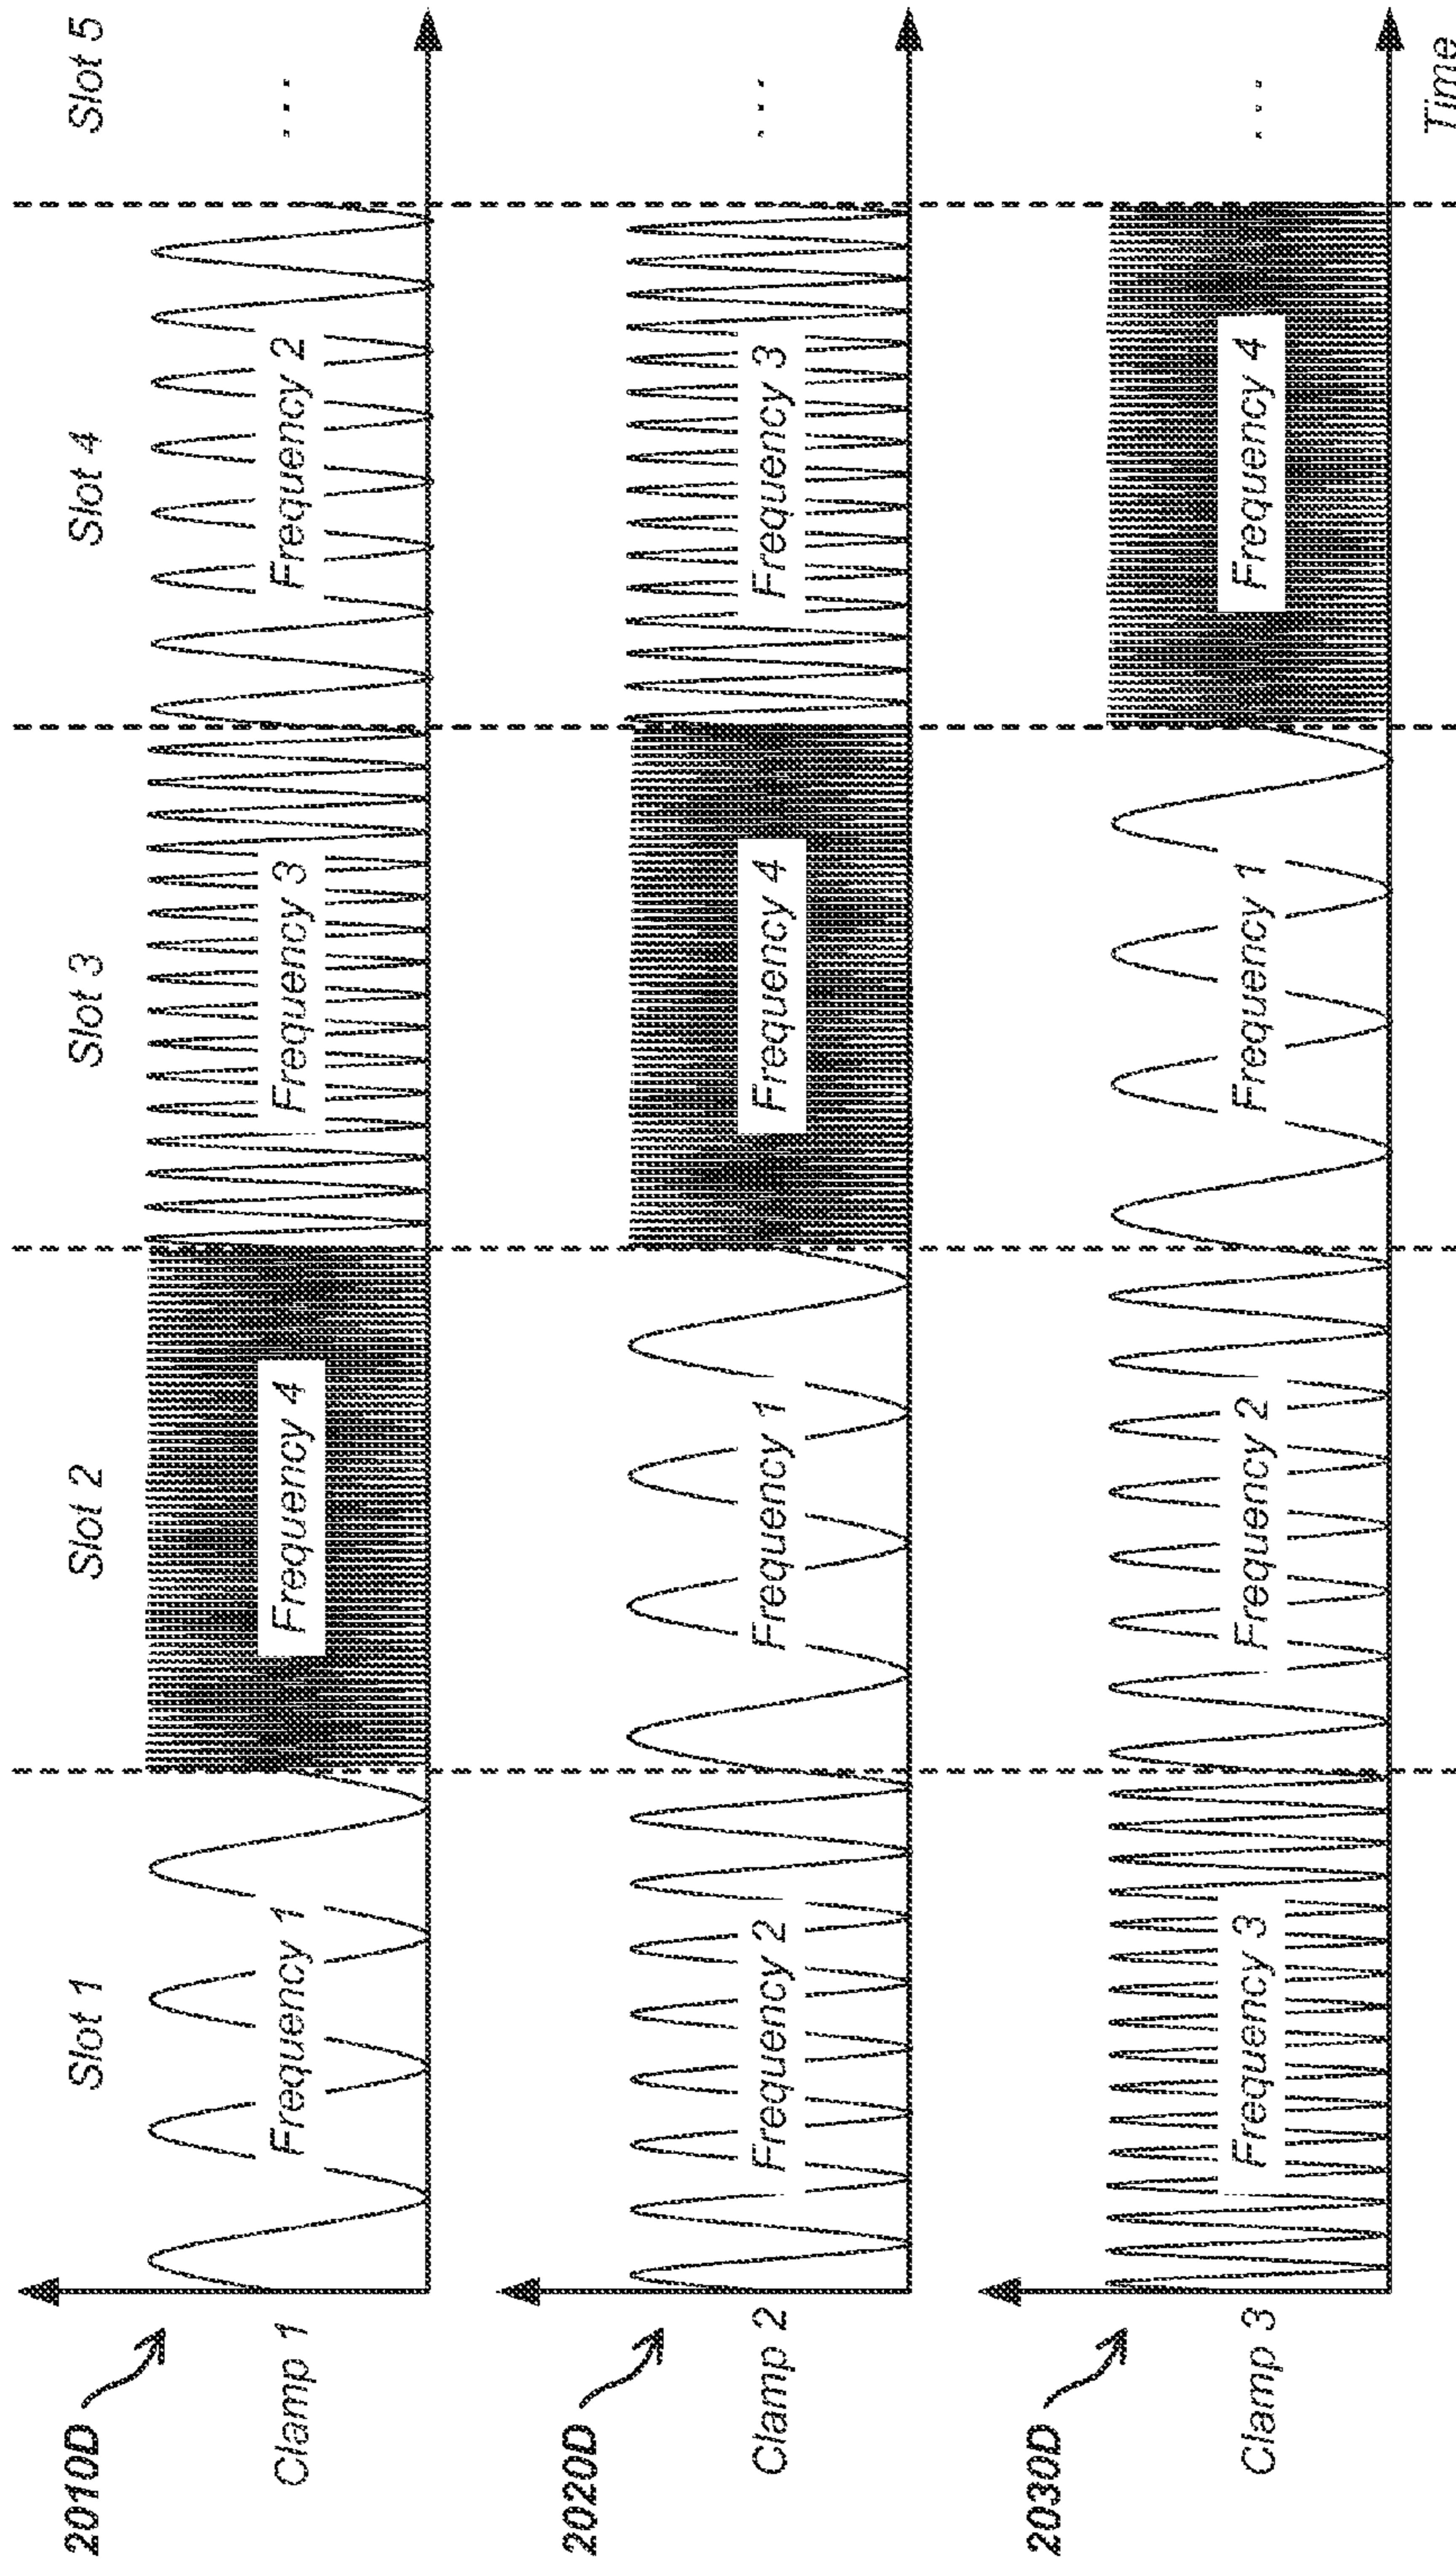 Slot 1
Slot 2
Slot 3
Slot 4
Slot 5
2010D
Clamp 1
Frequency 1
Frequency 4
Frequency 3
Frequency 2
...
2020D
Clamp 2
Frequency 2
Frequency 1
Frequency 4
Frequency 3
...
2030D
Clamp 3
Frequency 3
Frequency 2
Frequency 1
Frequency 4
...
Time